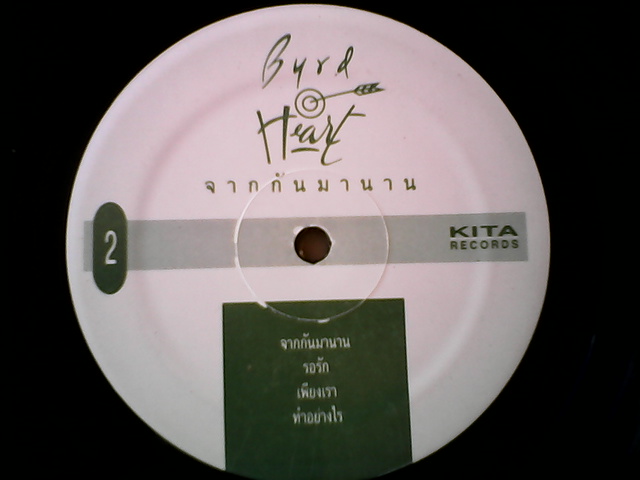 Byrd
Heart
จากกันมานาน
2
KITA
RECORDS
จากกันมานาน
รอรัก
เพียงเรา
ทำอย่างไร